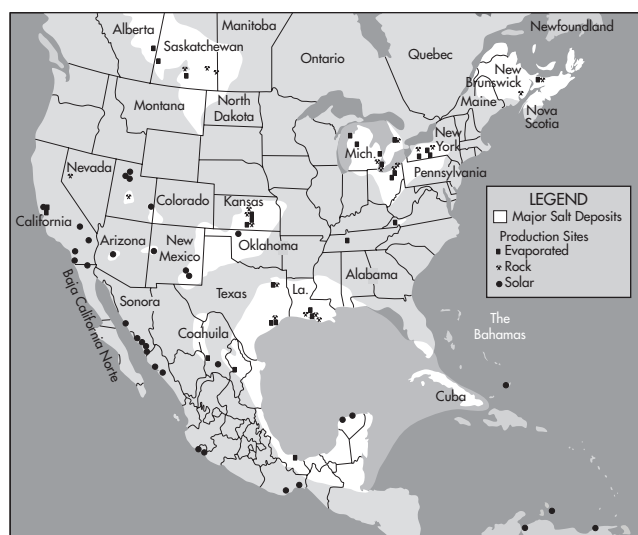 Newfoundland
Alberta
Manitoba
Saskatchewan
Ontario
Quebec
New
Brunswick
Maine
Nova
Scotia
Montana
North
Dakota
New
York
Mich.
Pennsylvania
Nevada
Colorado
Kansas
California
Arizona
New
Mexico
Oklahoma
Alabama
Texas
La.
Sonora
Baja California Norte
Coahuila
The
Bahamas
Cuba
LEGEND
Major Salt Deposits
Production Sites
Evaporated
Rock
Solar